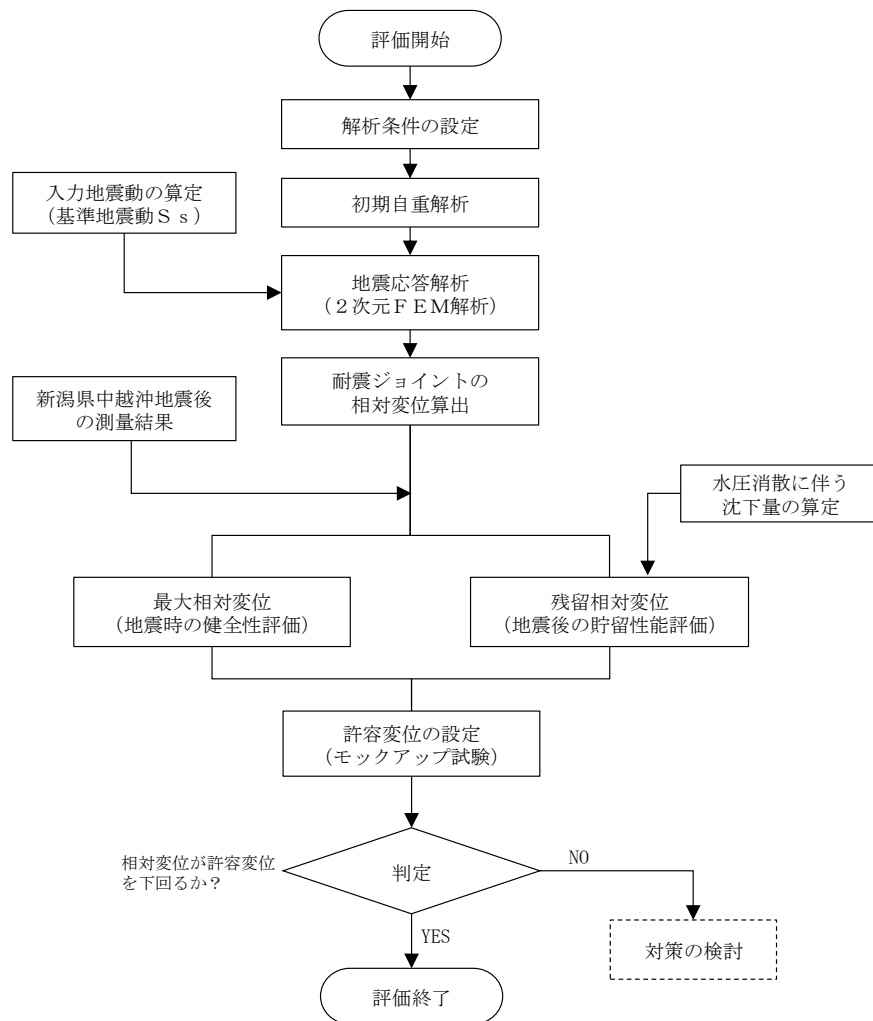 評価開始
解析条件の設定
入力地震動の算定
（基準地震動Ｓｓ）
初期自重解析
地震応答解析
（２次元ＦＥＭ解析）
耐震ジョイントの
相対変位算出
新潟県中越沖地震後
の測量結果
水圧消散に伴う
沈下量の算定
最大相対変位
（地震時の健全性評価）
残留相対変位
（地震後の貯留性能評価）
許容変位の設定
（モックアップ試験）
相対変位が許容変位
を下回るか？
判定
NO
YES
対策の検討
評価終了